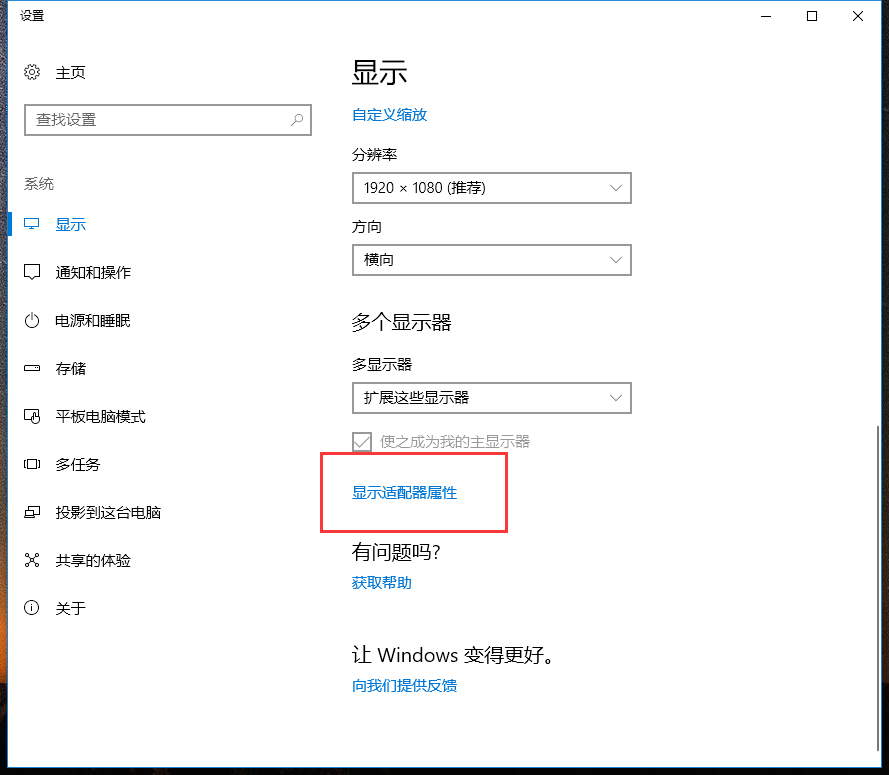 设置
主页
查找设置
系统
显示
通知和操作
电源和睡眠
存储
平板电脑模式
多任务
投影到这台电脑
共享的体验
关于
显示
自定义缩放
分辨率
1920 × 1080 (推荐)
方向
横向
多个显示器
多显示器
扩展这些显示器
使之成为我的主显示器
显示适配器属性
有问题吗?
获取帮助
让 Windows 变得更好。
向我们提供反馈